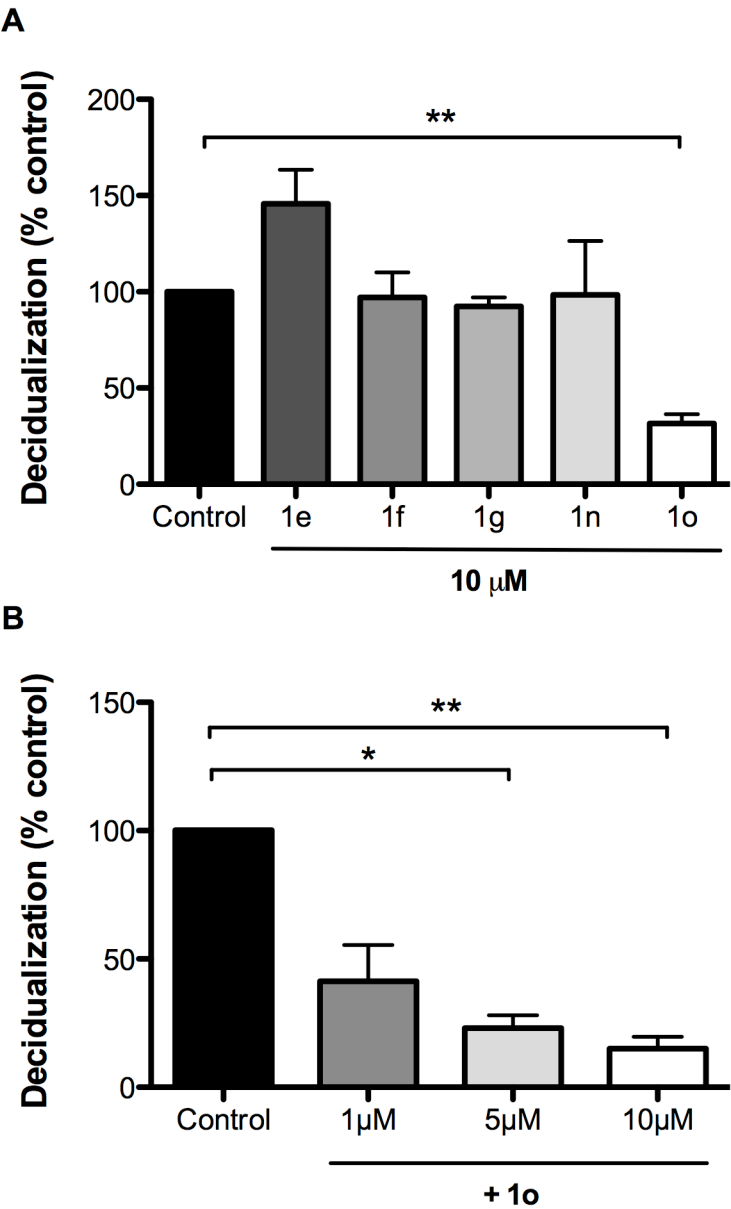 A
Decidualization (% control)
200
150
100
50
0
**
Control 1e 1f 1g 1n 1o
10 μM
B
Decidualization (% control)
150
100
50
0
**
*
Control 1μM 5μM 10μM
+ 1o